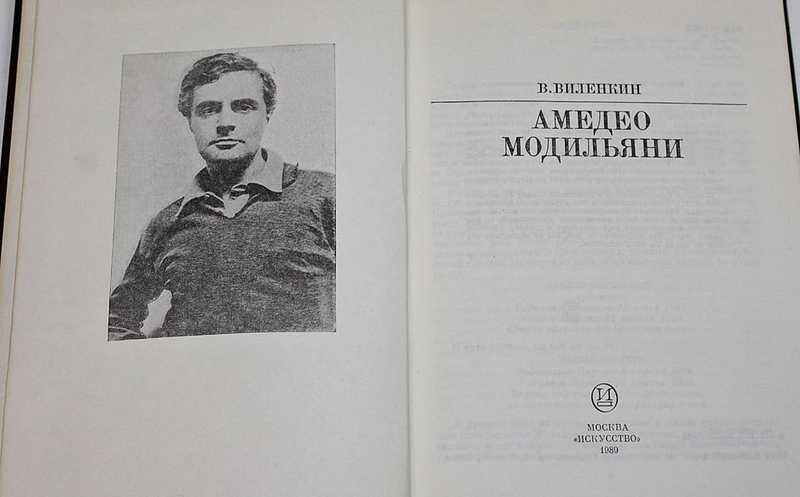 В. ВИЛЕНКИН
АМЕДЕО
МОДИЛЬЯНИ
И
МОСКВА
«ИСКУССТВО»
1989